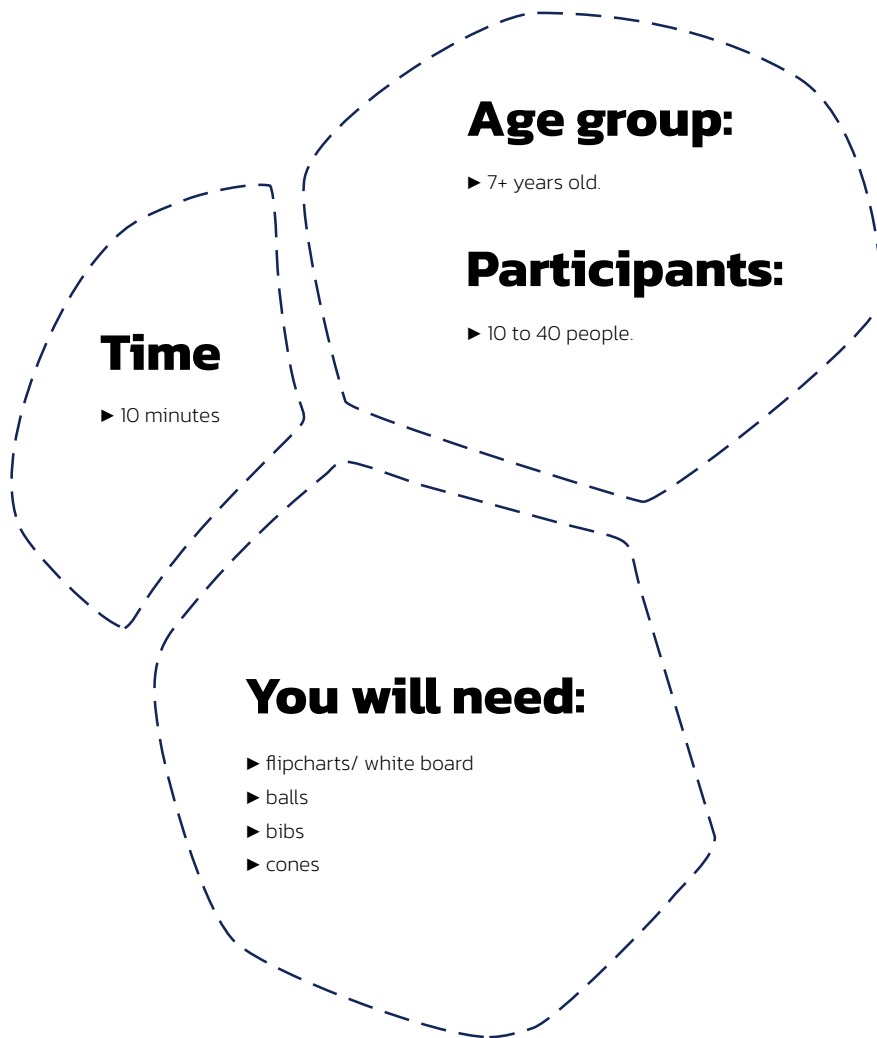 Age group:
► 7+ years old.
Participants:
► 10 to 40 people.
Time
► 10 minutes
You will need:
► flipcharts/ white board
► balls
► bibs
► cones